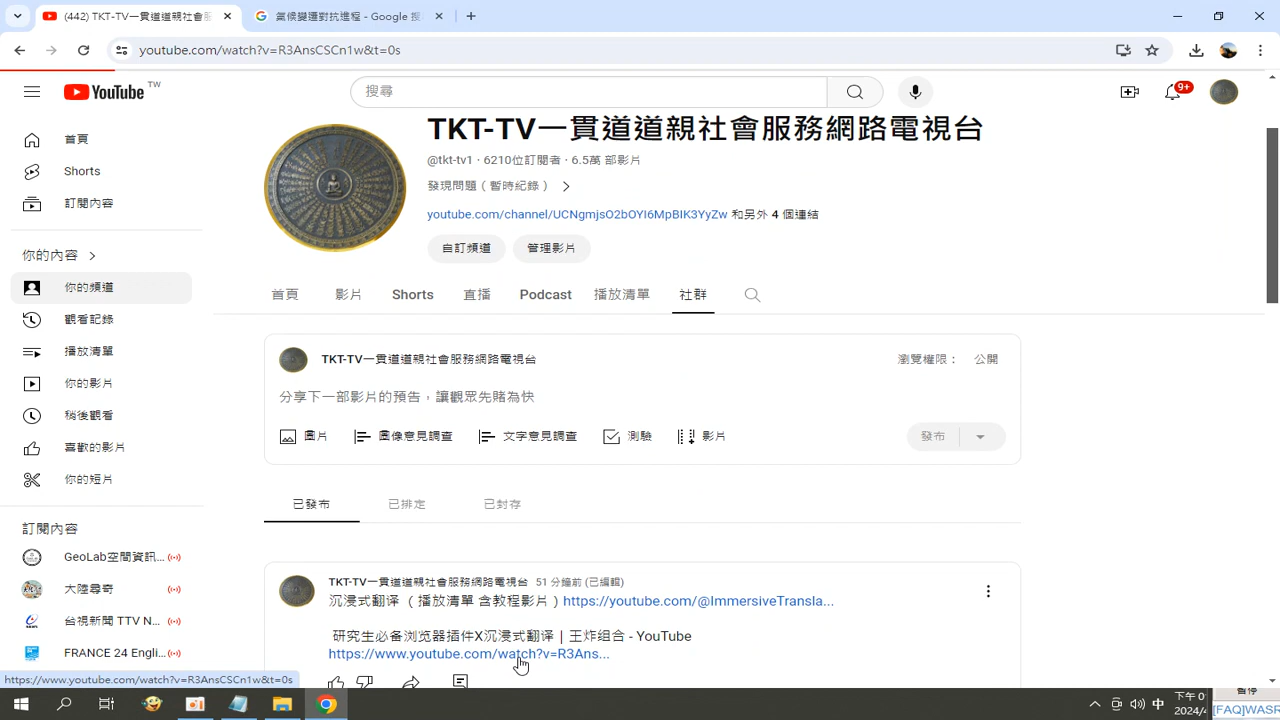 (442) TKT-TV一貫道道親社會服
氣候變遷對抗進程 - Google 搜
youtube.com/watch?v=R3AnsCSCn1w&t=0s
YouTube TW
搜尋
9+
首頁
Shorts
訂閱內容
你的內容
你的頻道
觀看記錄
播放清單
你的影片
稍後觀看
喜歡的影片
你的短片
訂閱內容
GeoLab空間資訊...
大陸尋奇
台視新聞 TTV N...
FRANCE 24 Engli...
TKT-TV一貫道道親社會服務網路電視台
@tkt-tv1 · 6210位訂閱者 · 6.5萬 部影片
發現問題（暫時紀錄）
youtube.com/channel/UCNgmjsO2bOYI6MpBIK3YyZw 和另外 4 個連結
自訂頻道 管理影片
首頁 影片 Shorts 直播 Podcast 播放清單 社群
TKT-TV一貫道道親社會服務網路電視台 瀏覽權限： 公開
分享下一部影片的預告，讓觀眾先睹為快
圖片 圖像意見調查 文字意見調查 測驗 影片 發布
已發布 已排定 已封存
TKT-TV一貫道道親社會服務網路電視台 51 分鐘前 (已編輯)
沉浸式翻译 （播放清單 含教程影片）https://youtube.com/@ImmersiveTransla...
研究生必备浏览器插件X沉浸式翻译｜王炸组合 - YouTube
https://www.youtube.com/watch?v=R3Ans...
https://www.youtube.com/watch?v=R3AnsCSCn1w&t=0s
中
下午 0
2024/
暫停
[FAQ]WASR